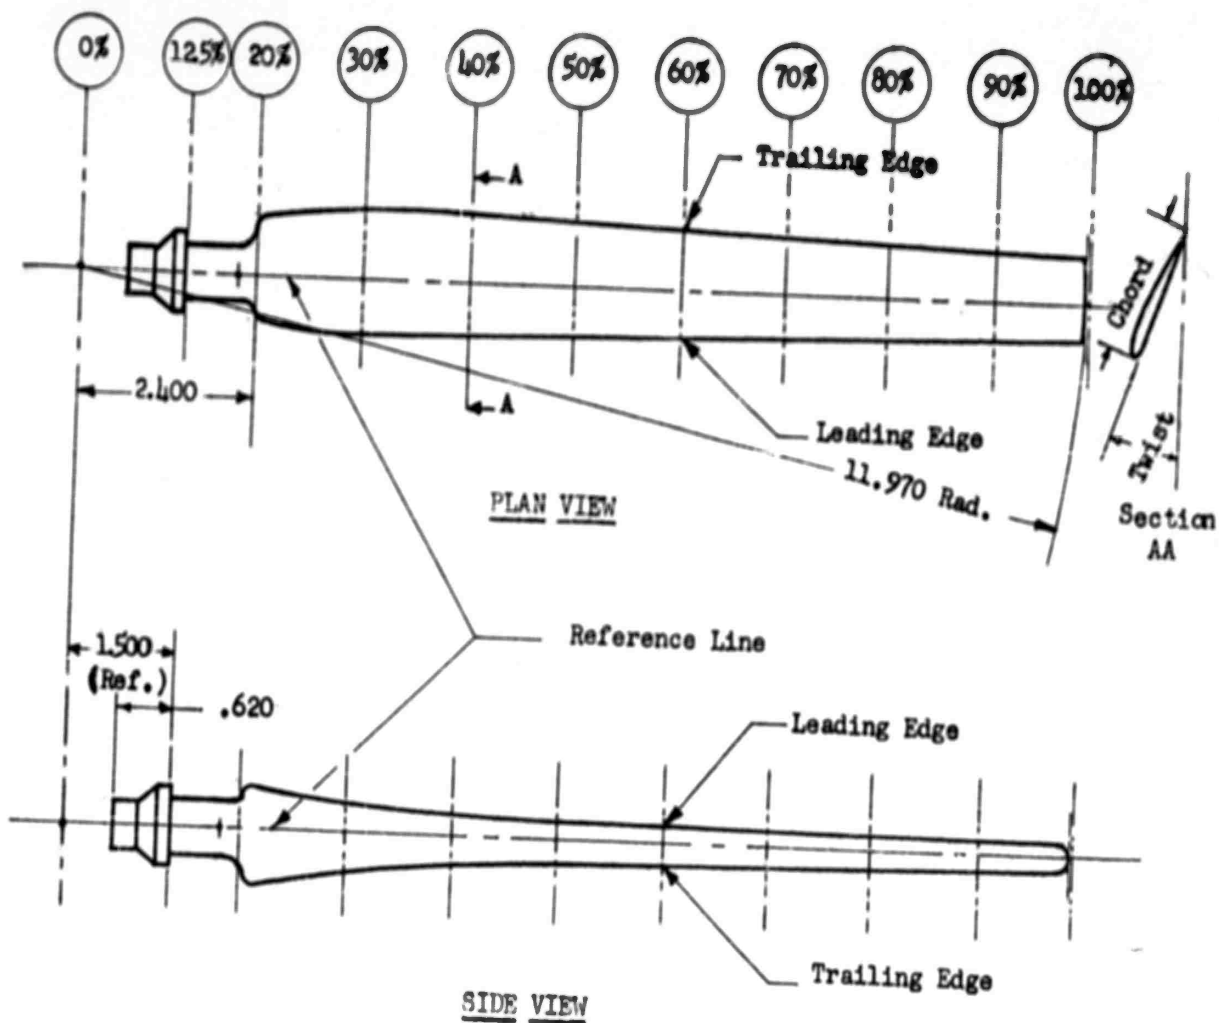 0% 12.5% 20% 30% 40% 50% 60% 70% 80% 90% 100%
Trailing Edge
A
Chord
2.400
A
Leading Edge
11.970 Rad.
Twist
PLAN VIEW
Section
AA
Reference Line
1.500
(Ref.)
.620
Leading Edge
Trailing Edge
SIDE VIEW